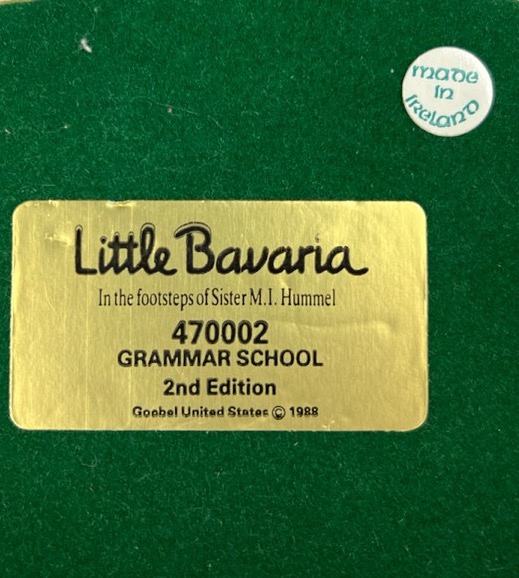 made
in
Ireland
Little Bavaria
In the footsteps of Sister M.I. Hummel
470002
GRAMMAR SCHOOL
2nd Edition
Goebel United States © 1988